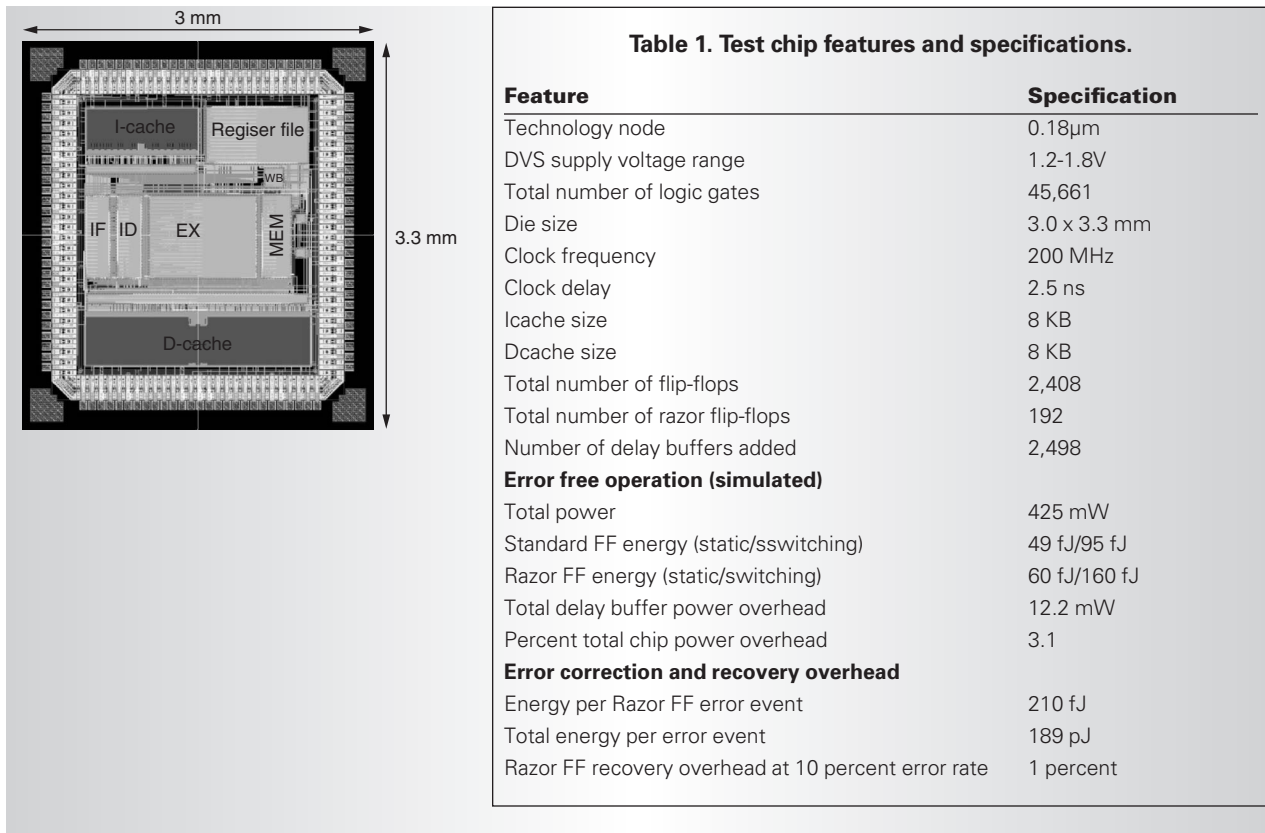 3 mm
I-cache
Regiser file
WB
IF
ID
EX
MEM
3.3 mm
D-cache
Table 1. Test chip features and specifications.
Feature Specification
Technology node 0.18µm
DVS supply voltage range 1.2-1.8V
Total number of logic gates 45,661
Die size 3.0 x 3.3 mm
Clock frequency 200 MHz
Clock delay 2.5 ns
Icache size 8 KB
Dcache size 8 KB
Total number of flip-flops 2,408
Total number of razor flip-flops 192
Number of delay buffers added 2,498
Error free operation (simulated)
Total power 425 mW
Standard FF energy (static/sswitching) 49 fJ/95 fJ
Razor FF energy (static/switching) 60 fJ/160 fJ
Total delay buffer power overhead 12.2 mW
Percent total chip power overhead 3.1
Error correction and recovery overhead
Energy per Razor FF error event 210 fJ
Total energy per error event 189 pJ
Razor FF recovery overhead at 10 percent error rate 1 percent